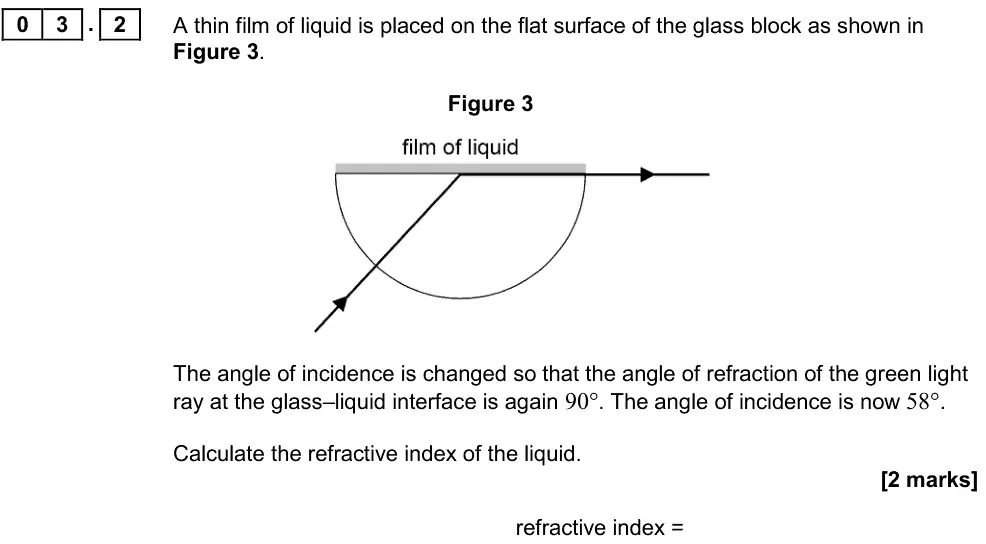 03.2 A thin film of liquid is placed on the flat surface of the glass block as shown in
Figure 3.
Figure 3
film of liquid
The angle of incidence is changed so that the angle of refraction of the green light
ray at the glass–liquid interface is again 90°. The angle of incidence is now 58°.
Calculate the refractive index of the liquid.
[2 marks]
refractive index =